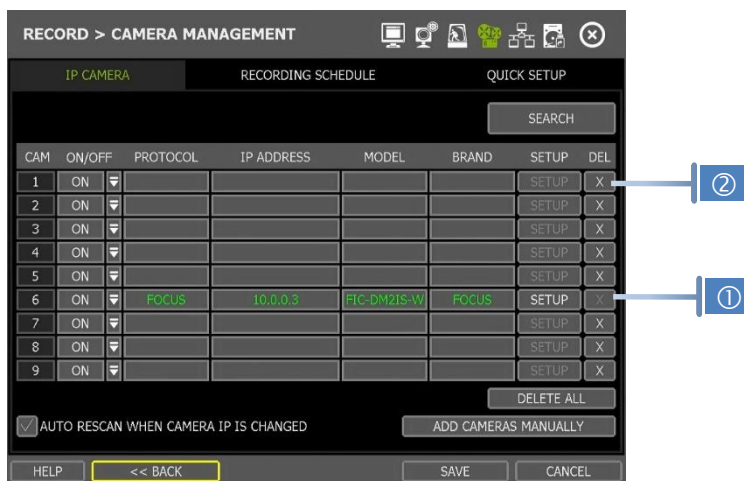 RECORD > CAMERA MANAGEMENT
IP CAMERA RECORDING SCHEDULE QUICK SETUP
SEARCH
CAM ON/OFF PROTOCOL IP ADDRESS MODEL BRAND SETUP DEL
1 ON SETUP X ②
2 ON SETUP X
3 ON SETUP X
4 ON SETUP X
5 ON SETUP X
6 ON FOCUS 10.0.0.3 FIC-DM2IS-W FOCUS SETUP X ①
7 ON SETUP X
8 ON SETUP X
9 ON SETUP X
DELETE ALL
AUTO RESCAN WHEN CAMERA IP IS CHANGED ADD CAMERAS MANUALLY
HELP << BACK SAVE CANCEL